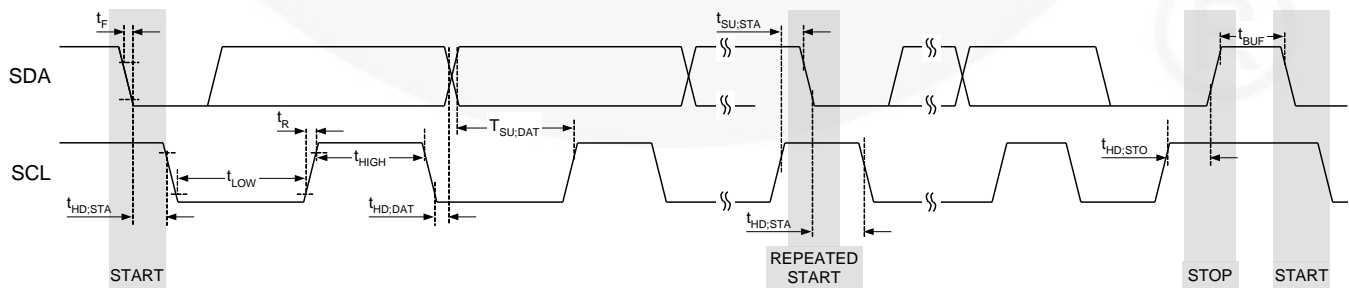 tF
tSU;STA
tBUF
SDA
tR
TSU;DAT
tHIGH
tHD;STO
SCL
tLOW
tHD;STA
tHD;DAT
tHD;STA
START
REPEATED
START
STOP
START
R